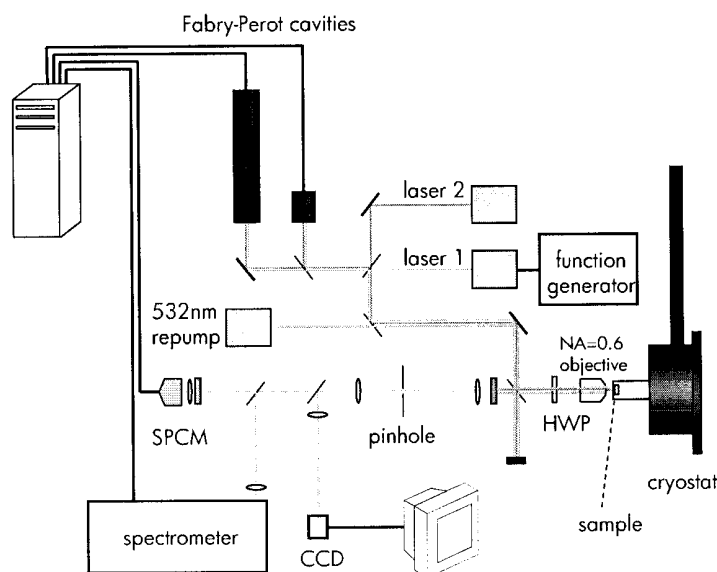 Fabry-Perot cavities
laser 2
laser 1
function
generator
532nm
repump
NA=0.6
objective
SPCM
pinhole
HWP
cryostat
sample
spectrometer
CCD